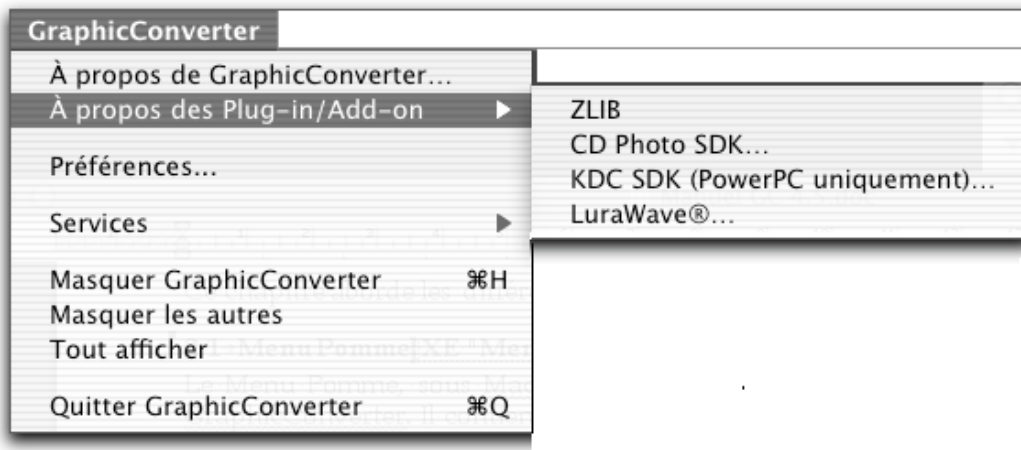 GraphicConverter
À propos de GraphicConverter...
À propos des Plug-in/Add-on
ZLIB
CD Photo SDK...
Préférences...
KDC SDK (PowerPC uniquement)...
LuraWave®...
Services
Masquer GraphicConverter ⌘H
Masquer les autres
Tout afficher
Quitter GraphicConverter ⌘Q